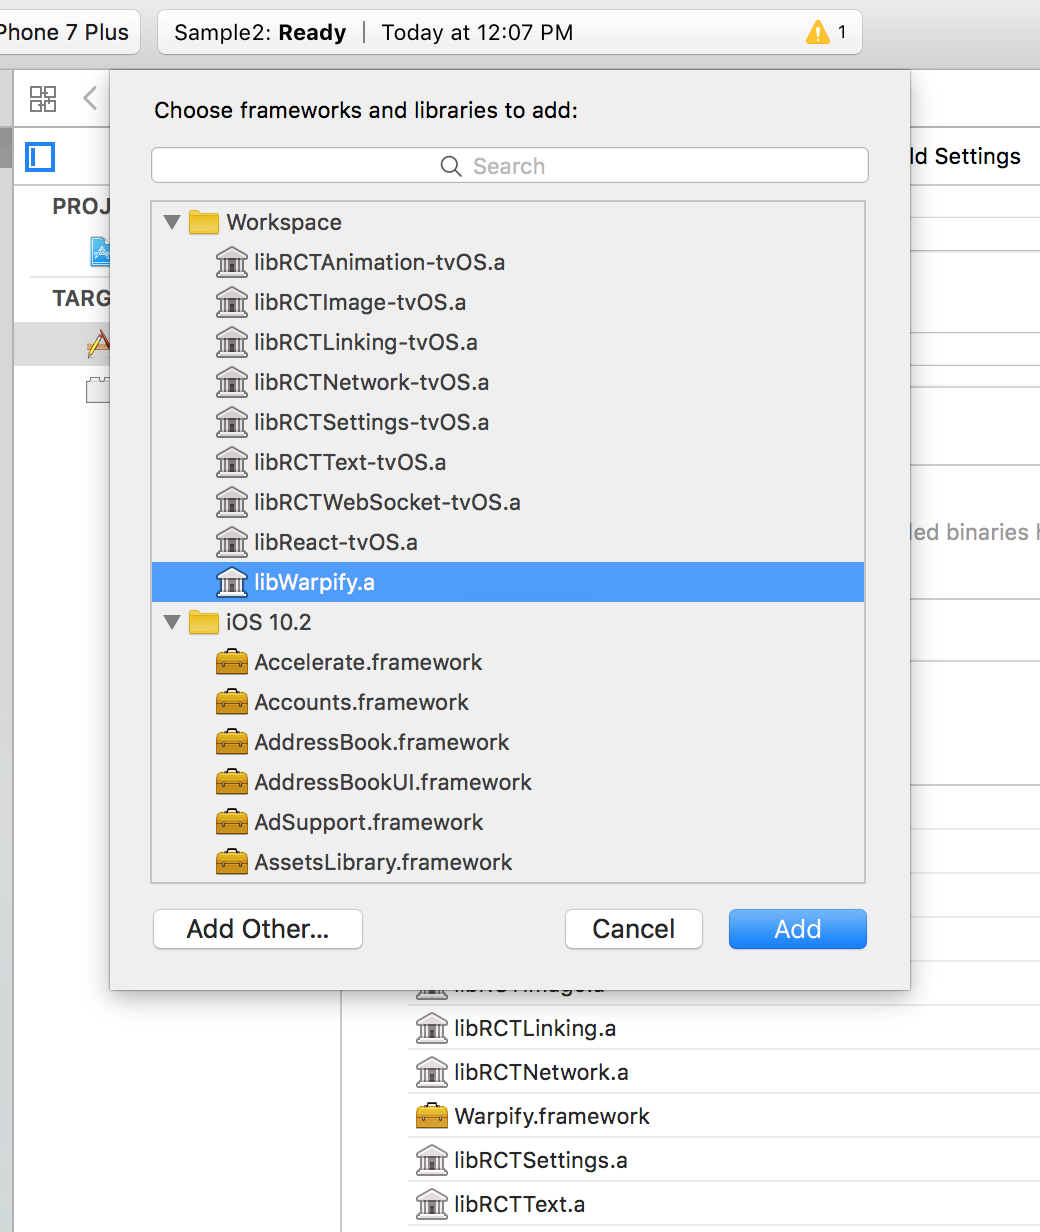 Phone 7 Plus
Sample2: Ready | Today at 12:07 PM
1
Choose frameworks and libraries to add:
Search
ld Settings
PROJ
Workspace
libRCTAnimation-tvOS.a
TARG
libRCTImage-tvOS.a
libRCTLinking-tvOS.a
libRCTNetwork-tvOS.a
libRCTSettings-tvOS.a
libRCTText-tvOS.a
libRCTWebSocket-tvOS.a
led binaries h
libReact-tvOS.a
libWarpify.a
iOS 10.2
Accelerate.framework
Accounts.framework
AddressBook.framework
AddressBookUI.framework
AdSupport.framework
AssetsLibrary.framework
Add Other...
Cancel
Add
libRCTLinking.a
libRCTNetwork.a
Warpify.framework
libRCTSettings.a
libRCTText.a